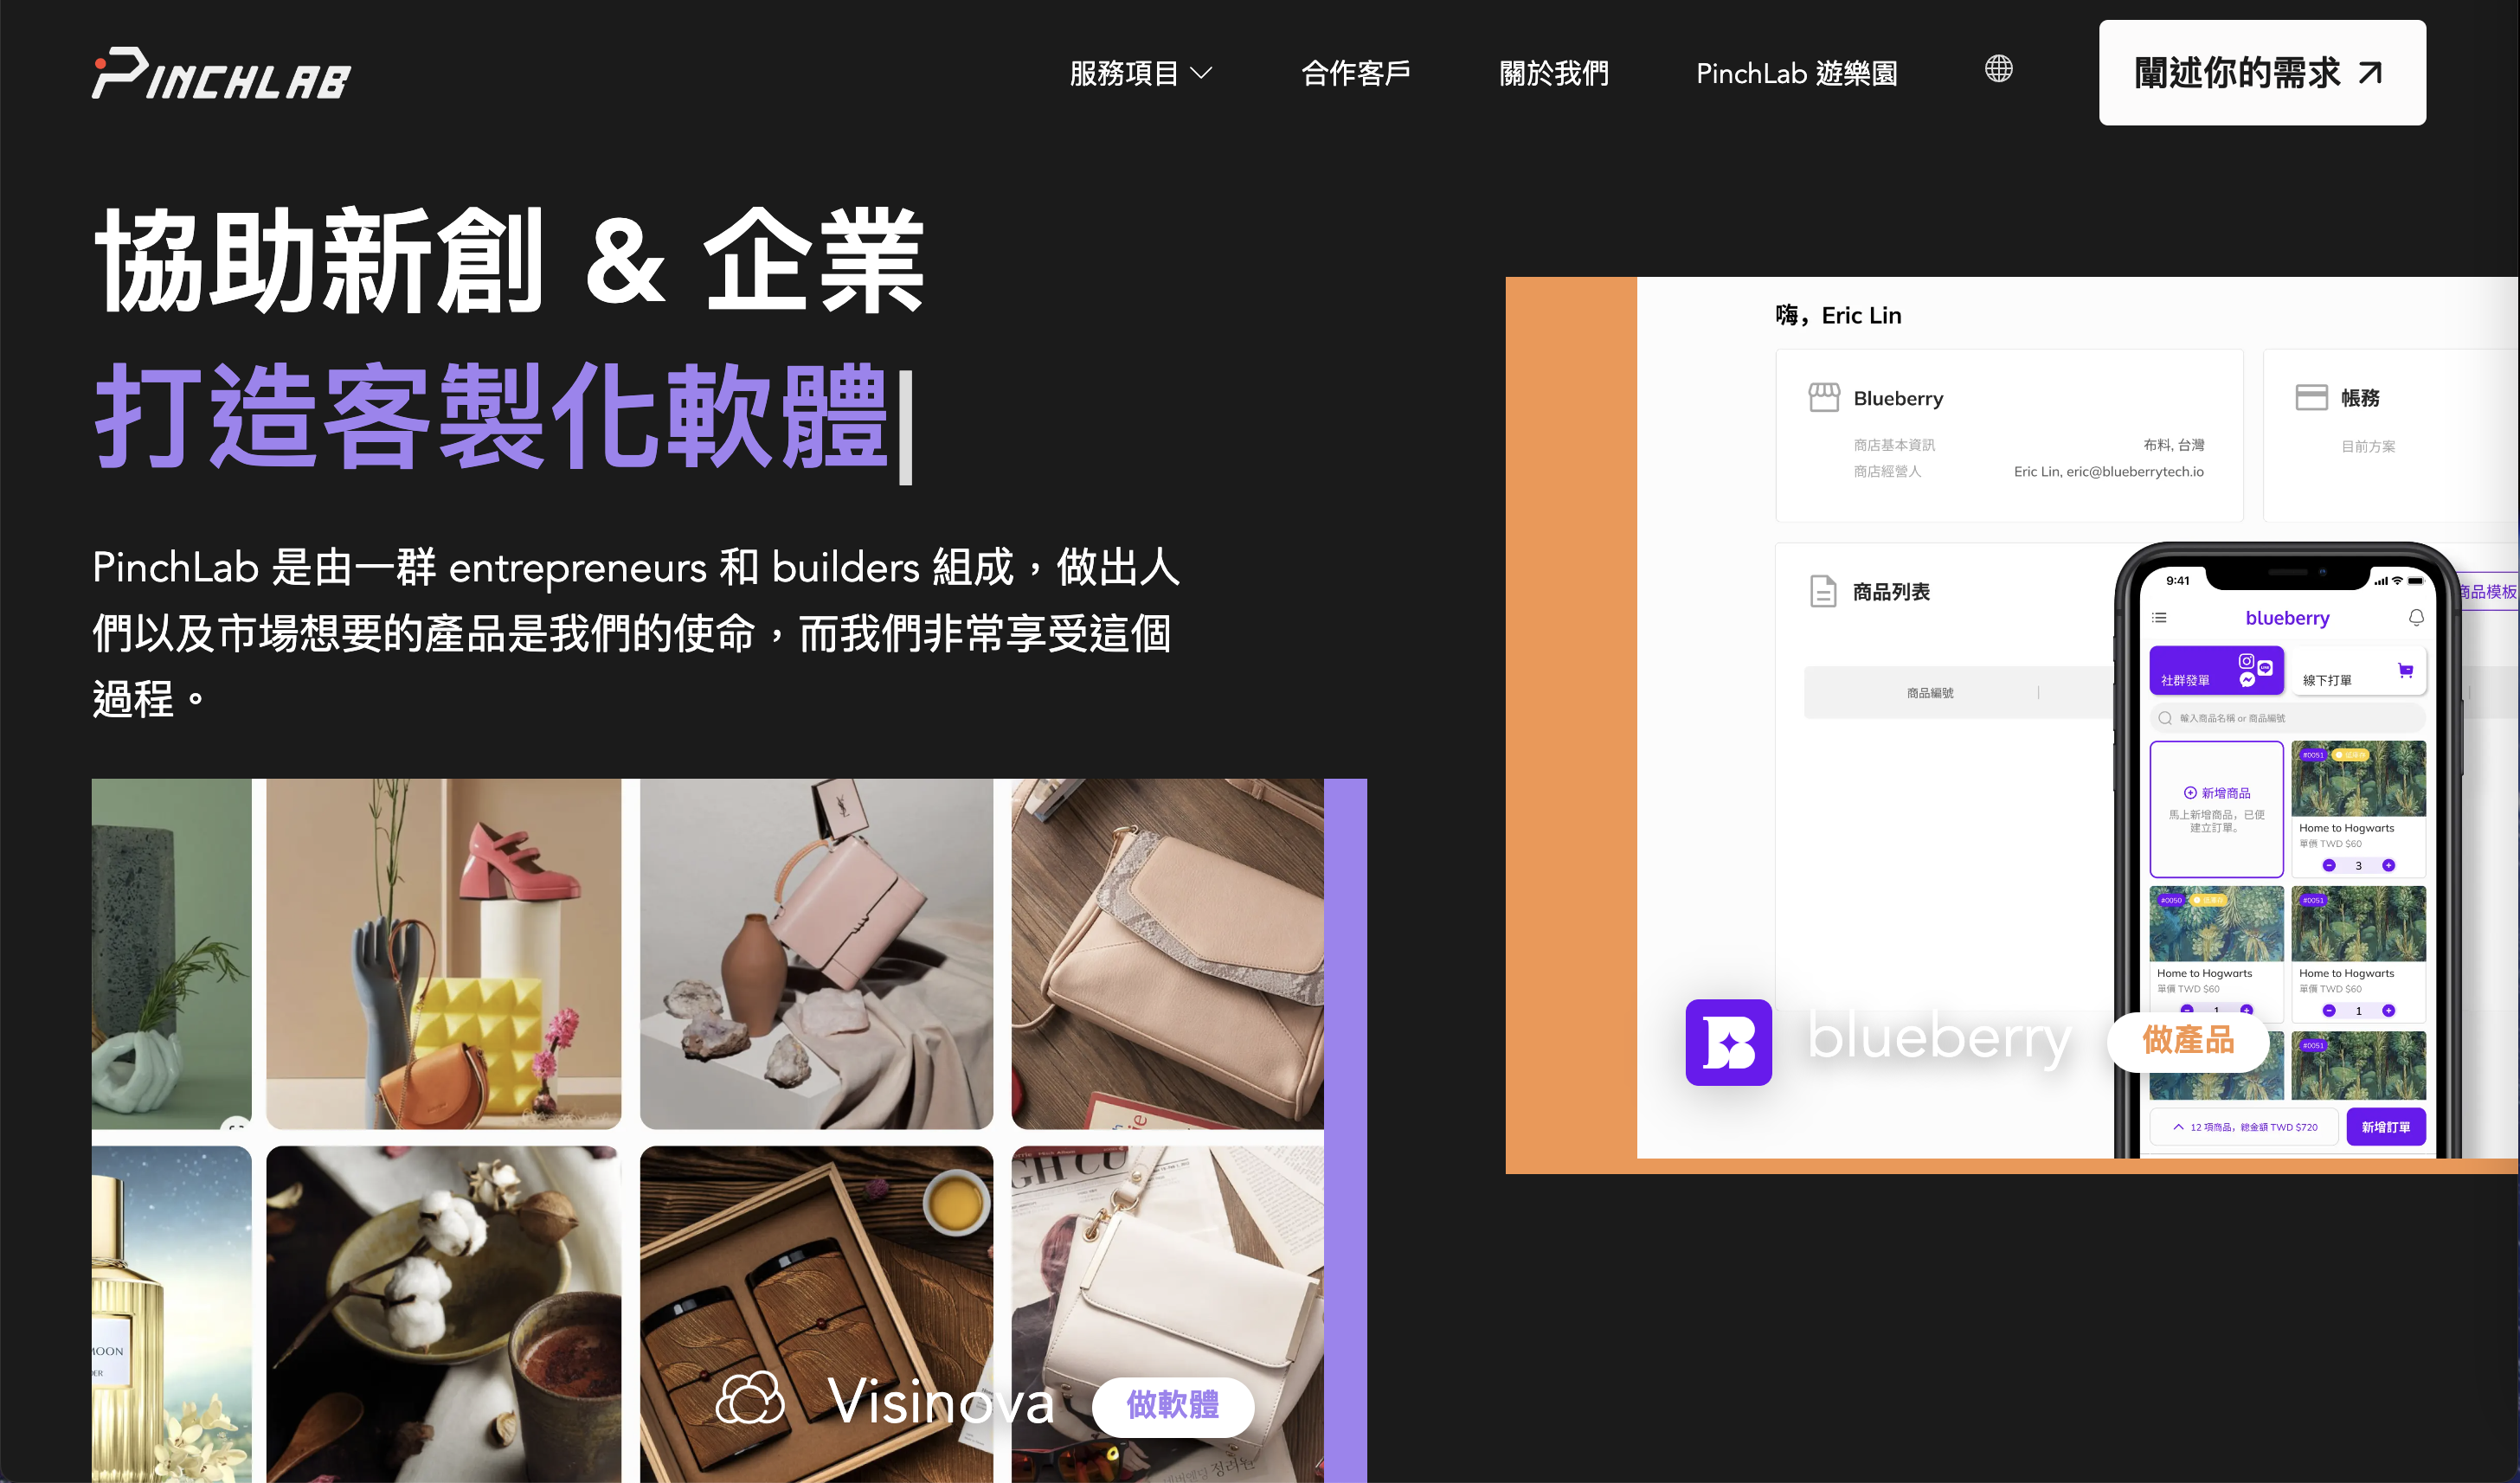 PINCHLAB
服務項目
合作客戶
關於我們
PinchLab 遊樂園
闡述你的需求
協助新創 & 企業
打造客製化軟體
PinchLab 是由一群 entrepreneurs 和 builders 組成，做出人
們以及市場想要的產品是我們的使命，而我們非常享受這個
過程。
嗨，Eric Lin
Blueberry
商店基本資訊
布料, 台灣
商店經營人
Eric Lin, eric@blueberrytech.io
帳務
目前方案
商品列表
商品模板
商品編號
9:41
blueberry
社群發單
線下打單
輸入商品名稱 or 商品編號
新增商品
馬上新增商品，已便
建立訂單。
#0051
Home to Hogwarts
單價 TWD $60
3
#0050
Home to Hogwarts
單價 TWD $60
1
#0051
Home to Hogwarts
單價 TWD $60
1
#0051
12 項商品，總金額 TWD $720
新增訂單
blueberry
做產品
MOON
GH CU
Visinova
做軟體